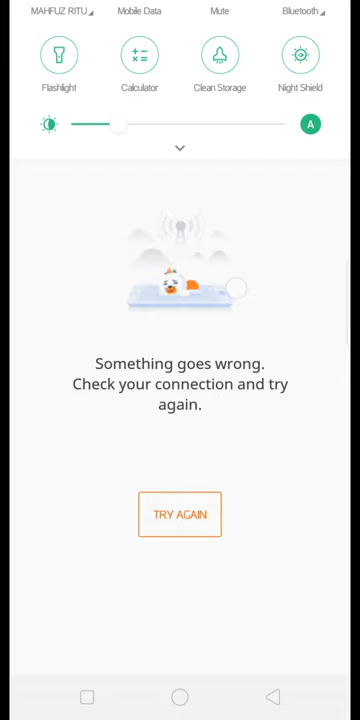 MAHFUZ RITU
Mobile Data
Mute
Bluetooth
Flashlight
Calculator
Clean Storage
Night Shield
A
Something goes wrong.
Check your connection and try
again.
TRY AGAIN